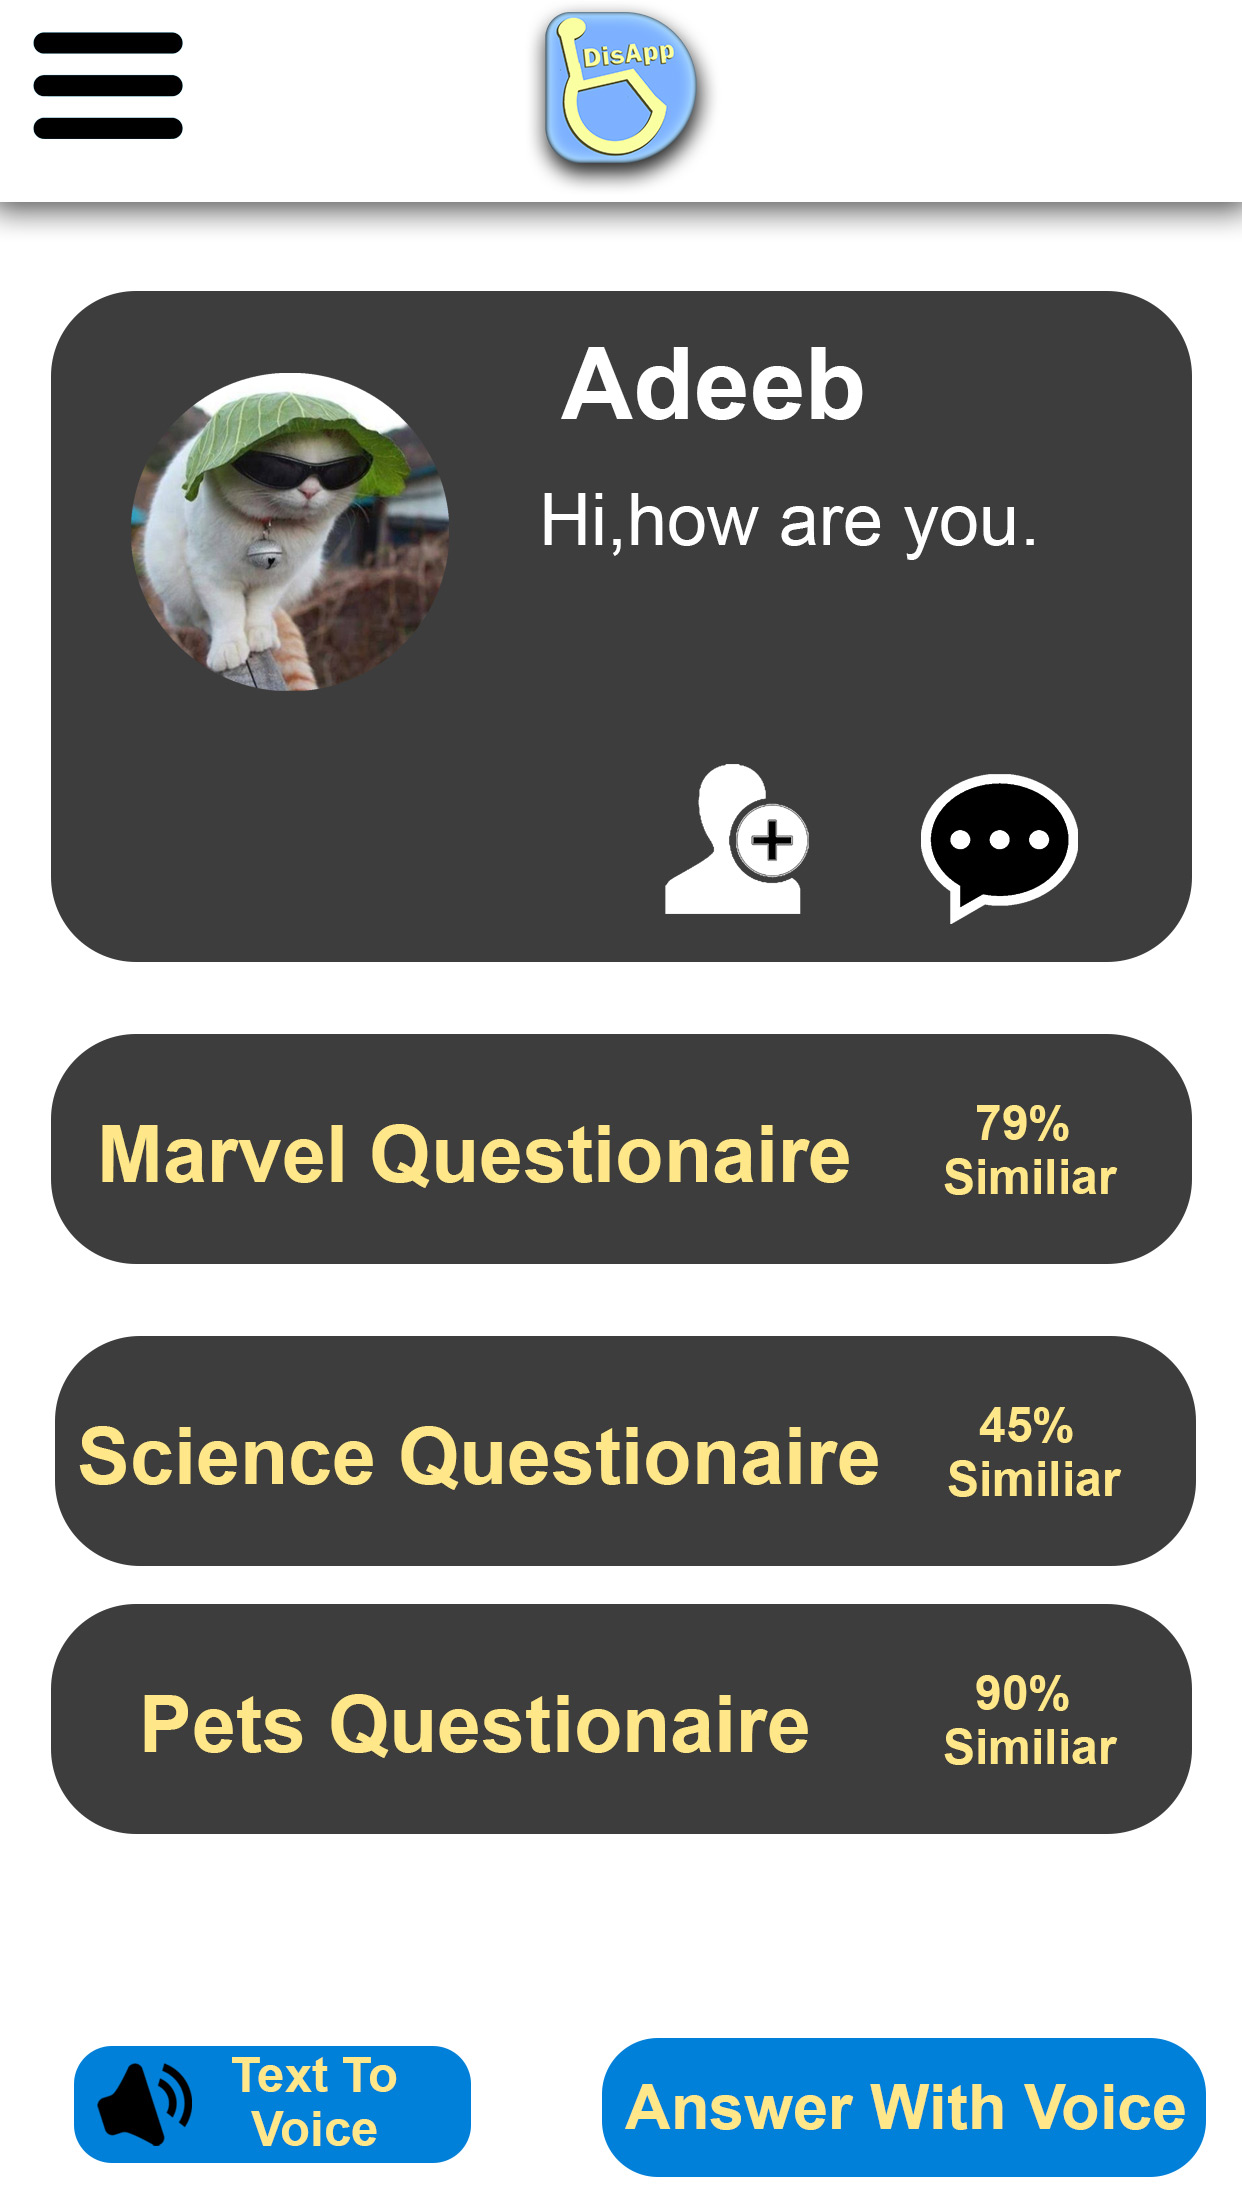 DisApp
Adeeb
Hi,how are you.
Marvel Questionaire
79%
Similiar
Science Questionaire
45%
Similiar
Pets Questionaire
90%
Similiar
Text To
Voice
Answer With Voice